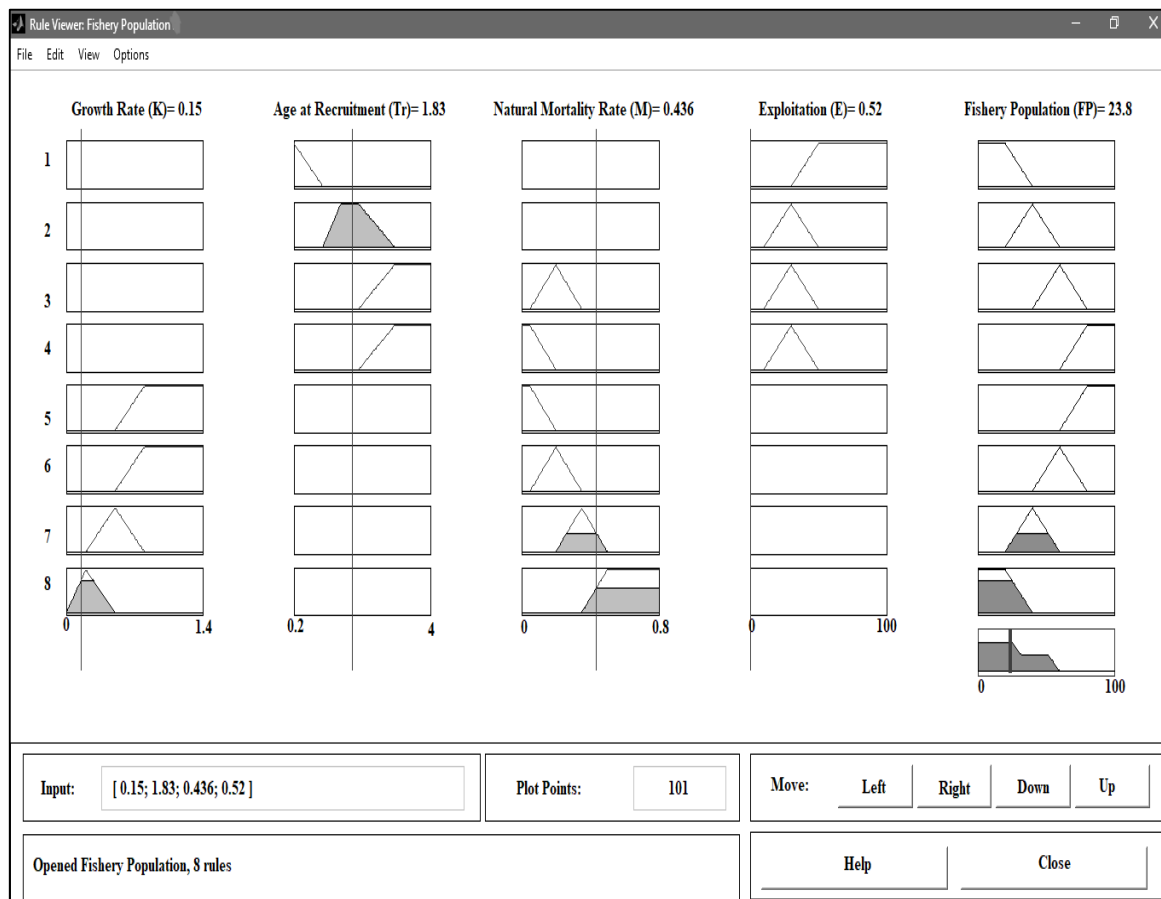 Rule Viewer: Fishery Population
File Edit View Options
Growth Rate (K)= 0.15 Age at Recruitment (Tr)= 1.83 Natural Mortality Rate (M)= 0.436 Exploitation (E)= 0.52 Fishery Population (FP)= 23.8
1
2
3
4
5
6
7
8
0 1.4 0.2 4 0 0.8 0 100
0 100
Input: [ 0.15; 1.83; 0.436; 0.52 ] Plot Points: 101 Move: Left Right Down Up
Opened Fishery Population, 8 rules Help Close